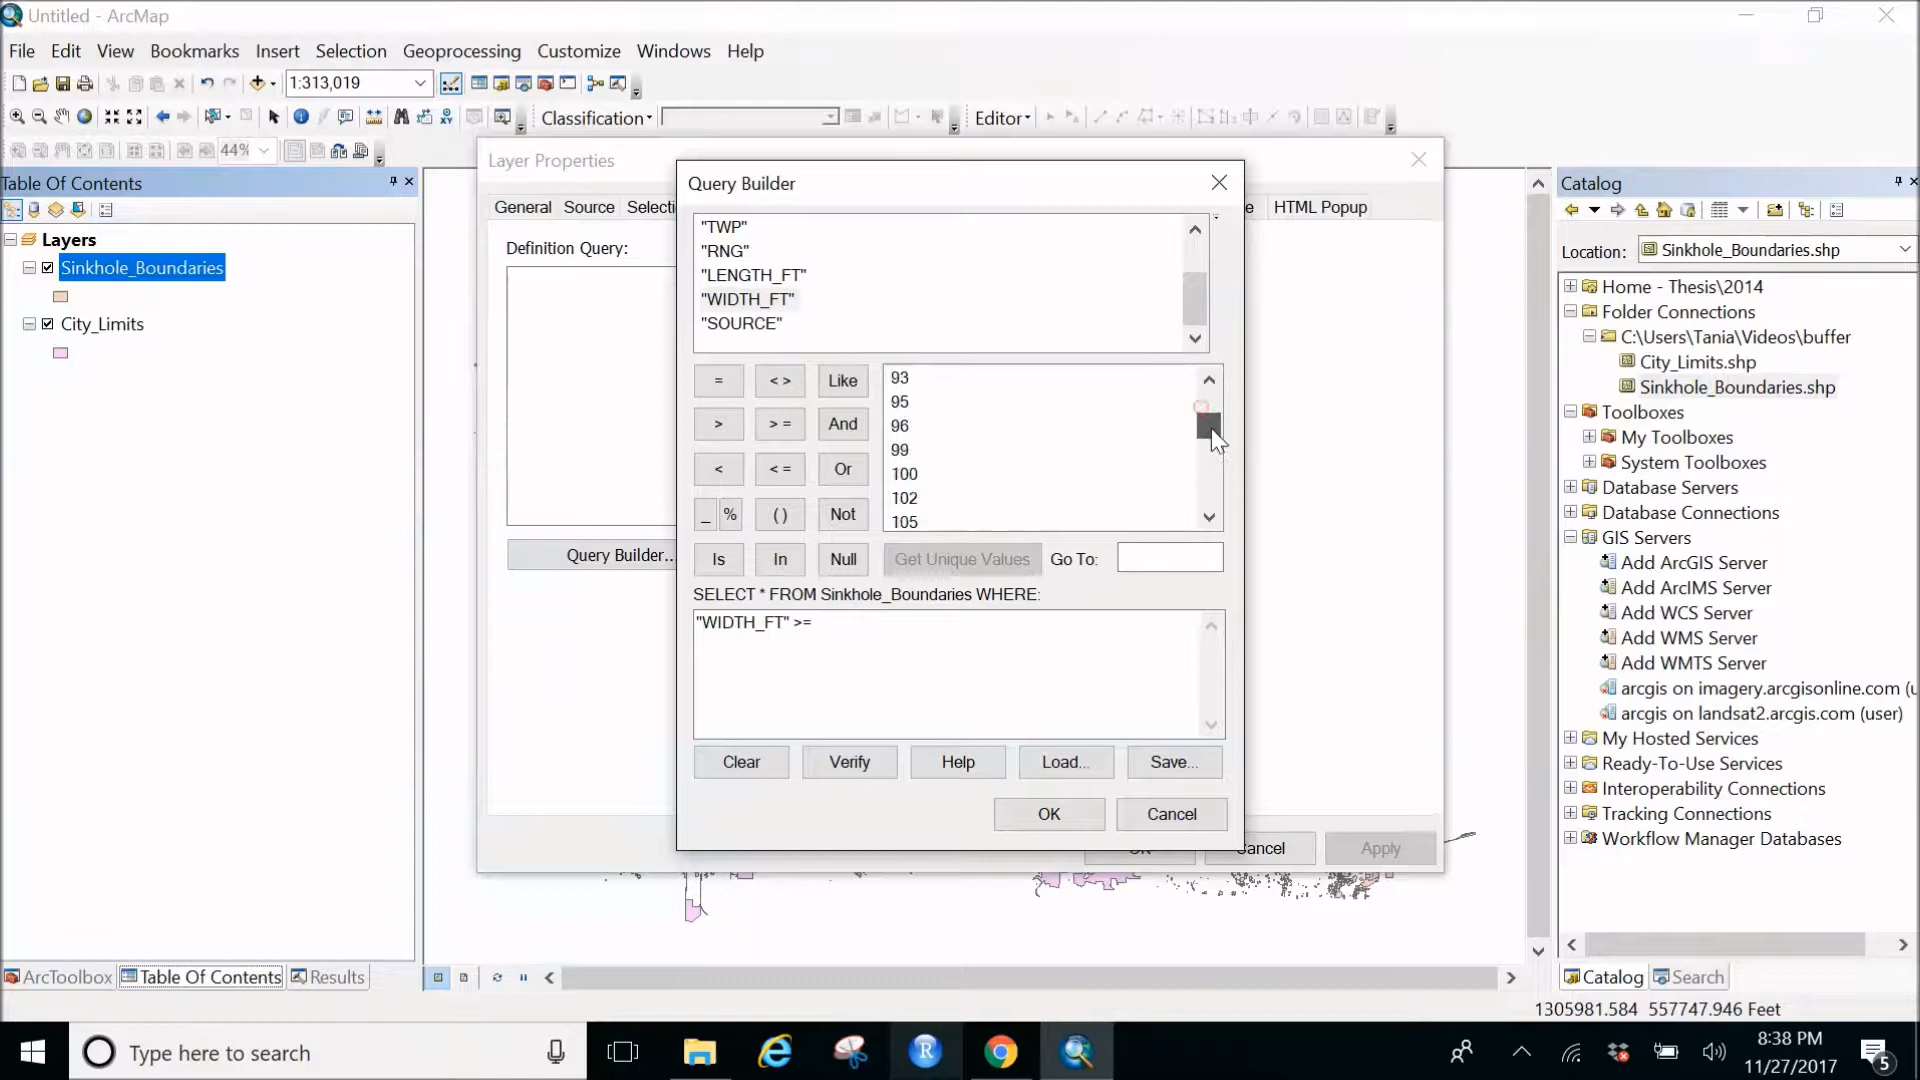 Untitled - ArcMap
File Edit View Bookmarks Insert Selection Geoprocessing Customize Windows Help
1:313,019
Classification Editor
44%
Table Of Contents
Layers
Sinkhole_Boundaries
City_Limits
Layer Properties
General Source Selecti HTML Popup
Definition Query:
Query Builder...
Query Builder
"TWP"
"RNG"
"LENGTH_FT"
"WIDTH_FT"
"SOURCE"
= < > Like
> > = And
< < = Or
_ % ( ) Not
Is In Null
93
95
96
99
100
102
105
Get Unique Values Go To:
SELECT * FROM Sinkhole_Boundaries WHERE:
"WIDTH_FT" >=
Clear Verify Help Load... Save...
OK Cancel
Cancel Apply
Catalog
Location: Sinkhole_Boundaries.shp
Home - Thesis\2014
Folder Connections
C:\Users\Tania\Videos\buffer
City_Limits.shp
Sinkhole_Boundaries.shp
Toolboxes
My Toolboxes
System Toolboxes
Database Servers
Database Connections
GIS Servers
Add ArcGIS Server
Add ArcIMS Server
Add WCS Server
Add WMS Server
Add WMTS Server
arcgis on imagery.arcgisonline.com (u
arcgis on landsat2.arcgis.com (user)
My Hosted Services
Ready-To-Use Services
Interoperability Connections
Tracking Connections
Workflow Manager Databases
ArcToolbox Table Of Contents Results
Catalog Search
1305981.584 557747.946 Feet
Type here to search
8:38 PM
11/27/2017
5